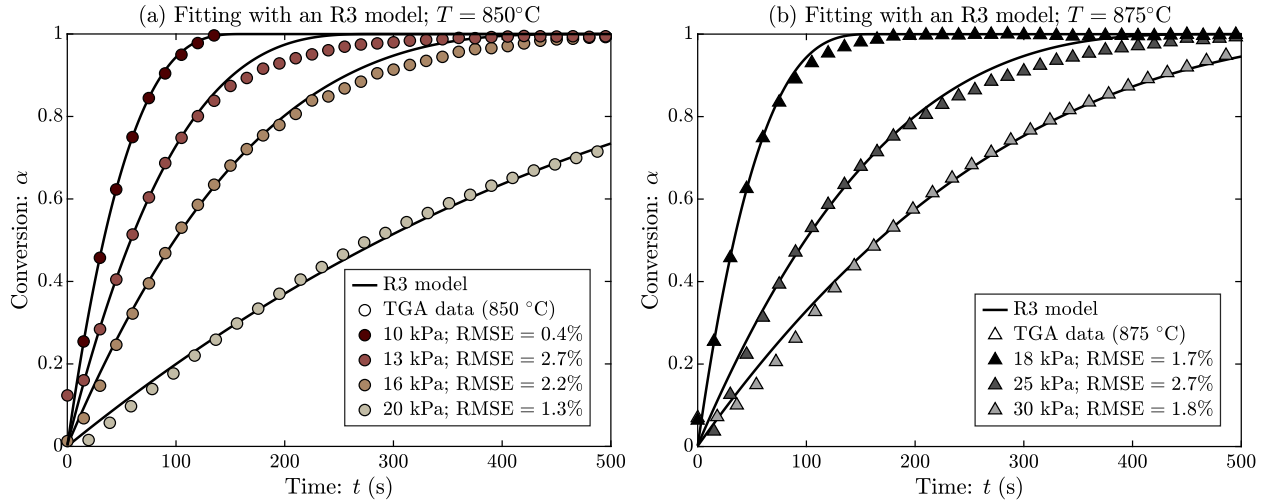 (a) Fitting with an R3 model; T = 850°C
1
0.8
0.6
0.4
0.2
0
Conversion: α
0 100 200 300 400 500
Time: t (s)
R3 model
TGA data (850 °C)
10 kPa; RMSE = 0.4%
13 kPa; RMSE = 2.7%
16 kPa; RMSE = 2.2%
20 kPa; RMSE = 1.3%
(b) Fitting with an R3 model; T = 875°C
1
0.8
0.6
0.4
0.2
0
Conversion: α
0 100 200 300 400 500
Time: t (s)
R3 model
TGA data (875 °C)
18 kPa; RMSE = 1.7%
25 kPa; RMSE = 2.7%
30 kPa; RMSE = 1.8%